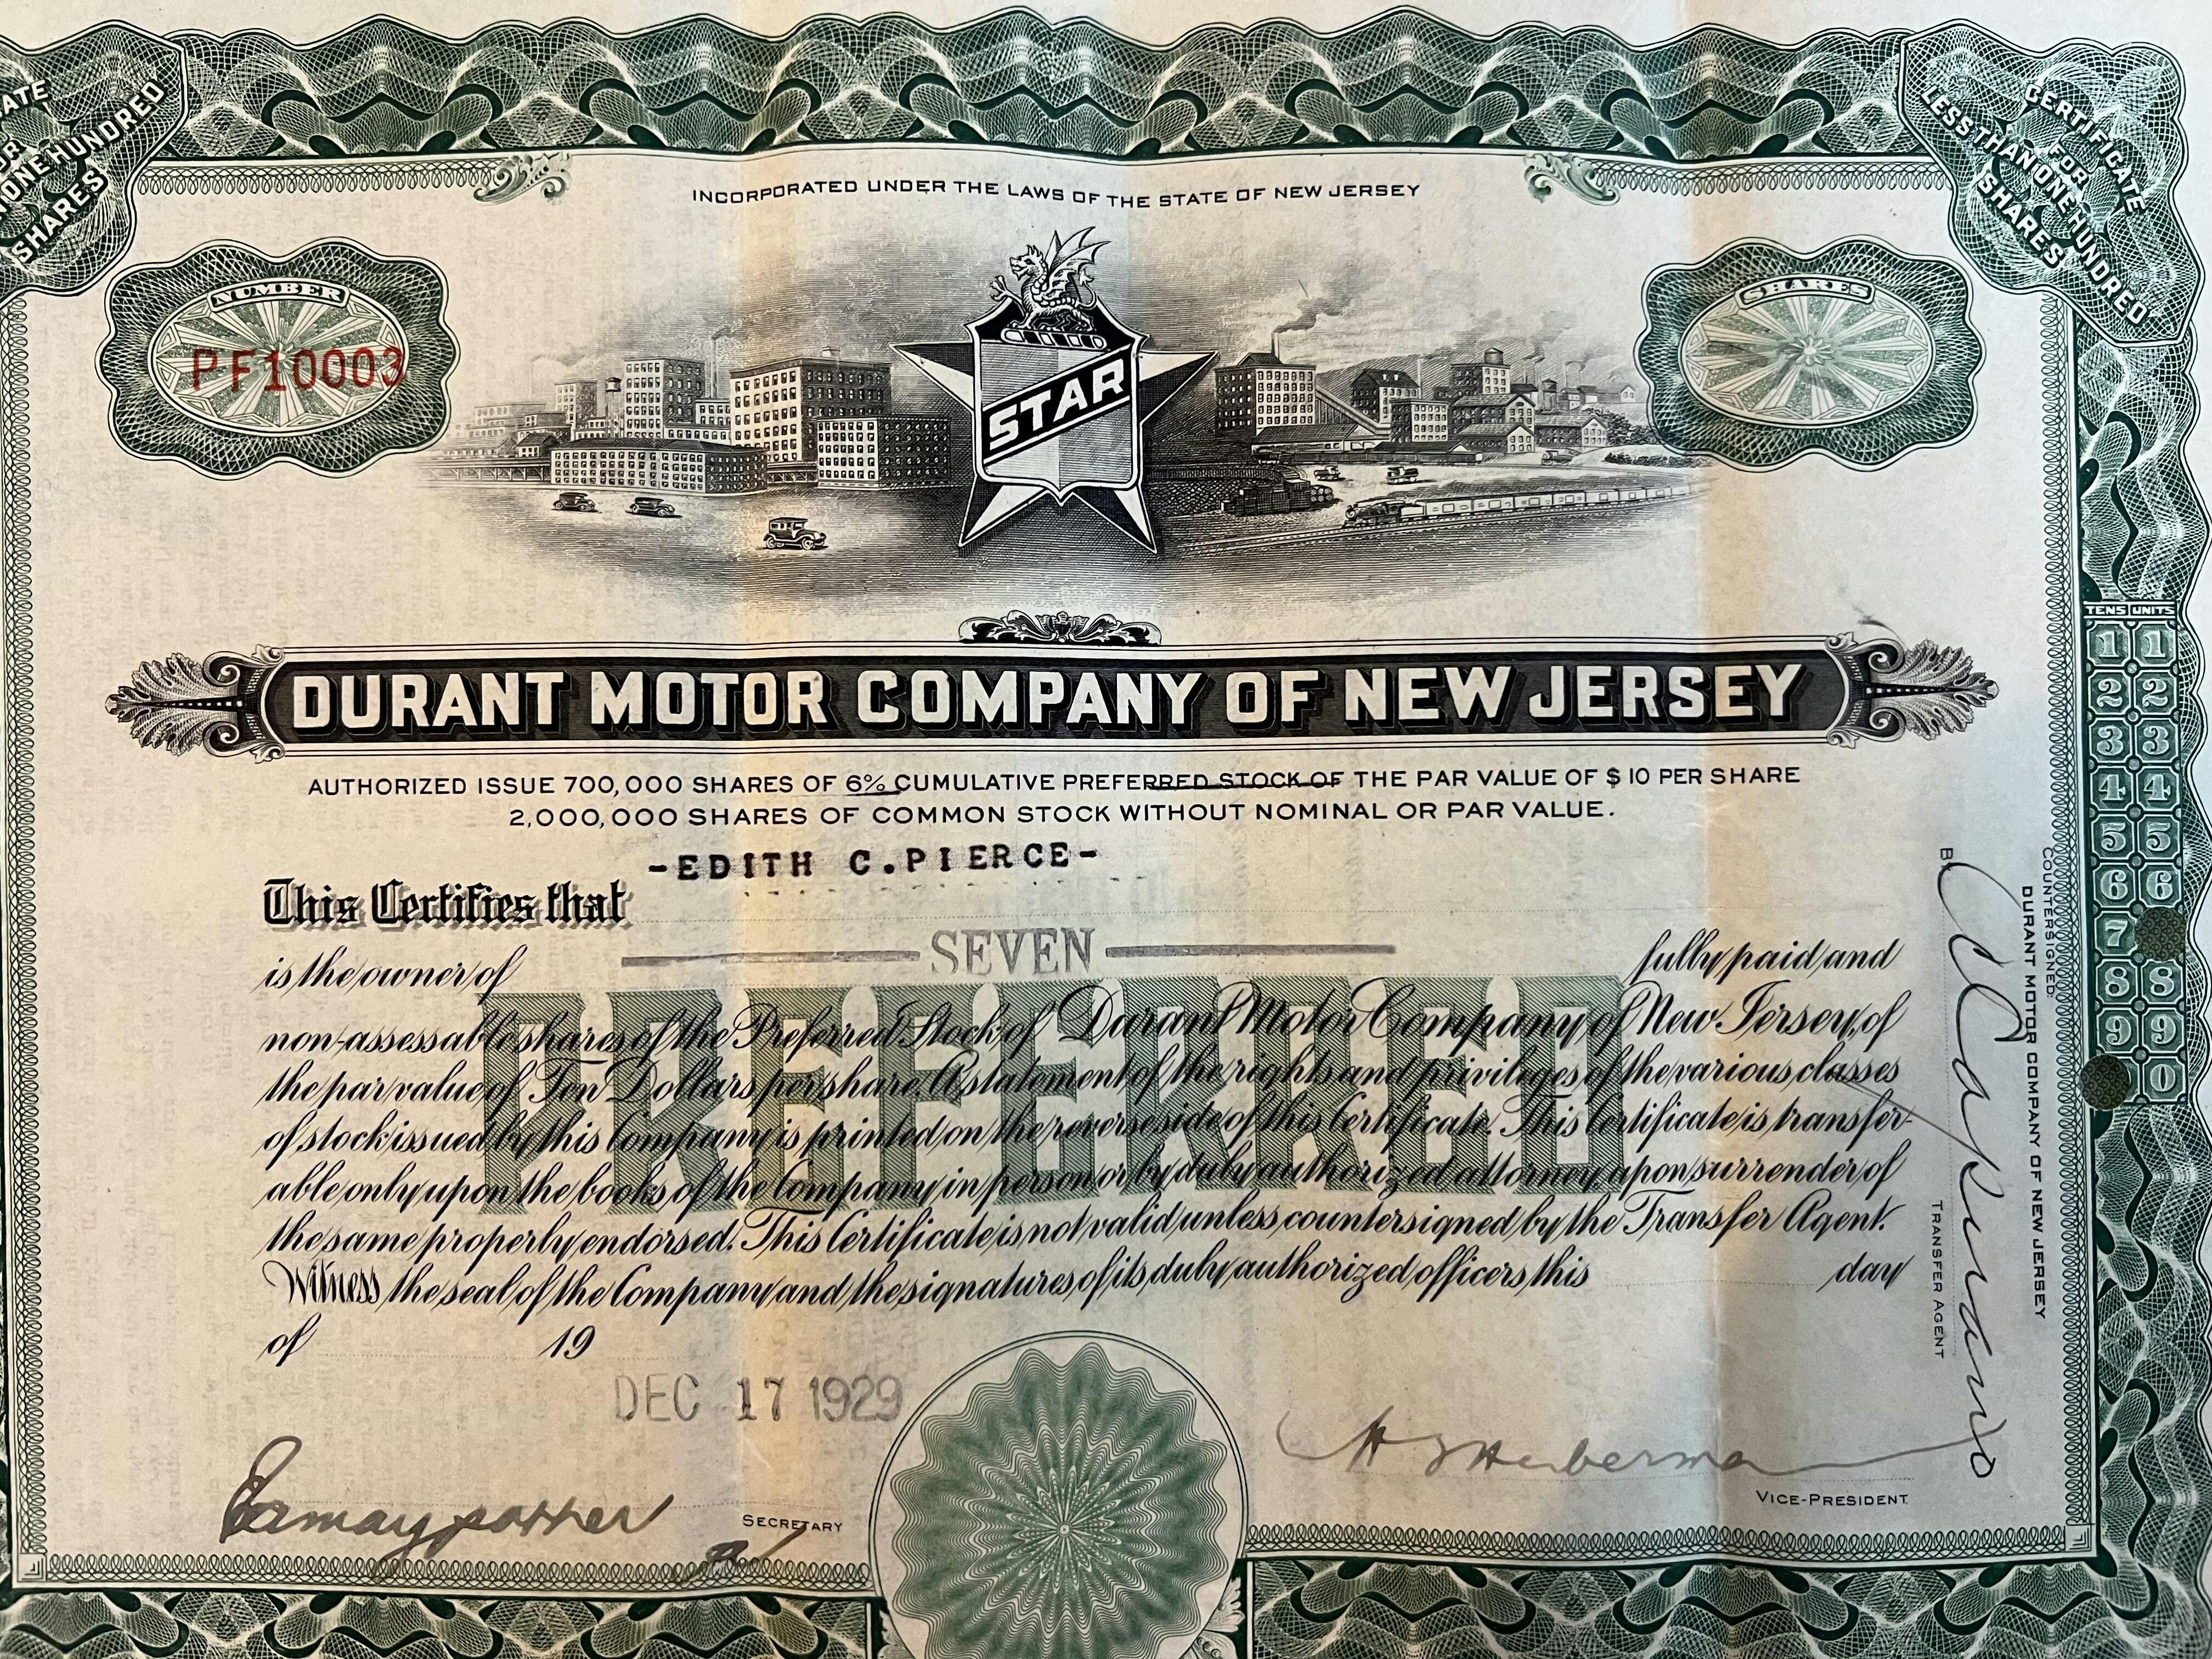 ATE
OR
ONE HUNDRED
SHARES
CERTIFICATE
FOR
LESS THAN ONE HUNDRED
SHARES
INCORPORATED UNDER THE LAWS OF THE STATE OF NEW JERSEY
NUMBER
PF10003
SHARES
STAR
DURANT MOTOR COMPANY OF NEW JERSEY
AUTHORIZED ISSUE 700,000 SHARES OF 6% CUMULATIVE PREFERRED STOCK OF THE PAR VALUE OF $10 PER SHARE
2,000,000 SHARES OF COMMON STOCK WITHOUT NOMINAL OR PAR VALUE.
-EDITH C.PIERCE-
This Certifies that
SEVEN
is the owner of fully paid and
PREFERRED
non-assessable shares of the Preferred Stock of Durant Motor Company of New Jersey, of
the par value of Ten Dollars per share. A statement of the rights and privileges of the various classes
of stock issued by this Company is printed on the reverse side of this Certificate. This Certificate is transfer-
able only upon the books of the Company in person or by duly authorized attorney, upon surrender of
the same properly endorsed. This Certificate is not valid unless countersigned by the Transfer Agent.
Witness the seal of the Company and the signatures of its duly authorized officers, this day
of 19
DEC 17 1929
SECRETARY
VICE-PRESIDENT
COUNTERSIGNED:
DURANT MOTOR COMPANY OF NEW JERSEY
BY
TRANSFER AGENT
TENS UNITS
1 1
2 2
3 3
4 4
5 5
6 6
7
8 8
9 9
0